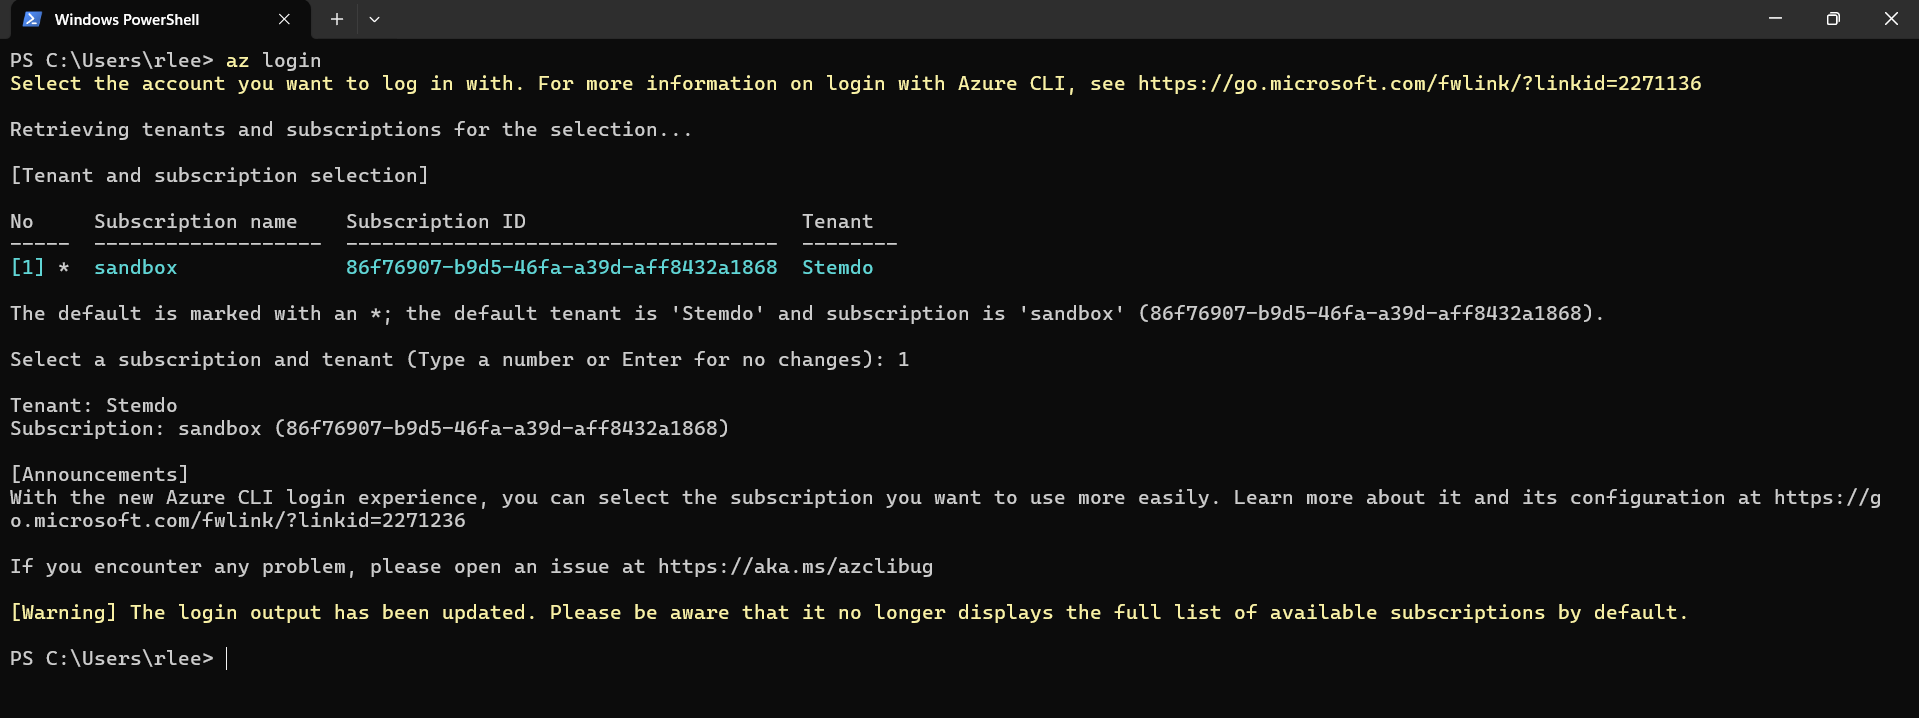 Windows PowerShell
PS C:\Users\rlee> az login
Select the account you want to log in with. For more information on login with Azure CLI, see https://go.microsoft.com/fwlink/?linkid=2271136
Retrieving tenants and subscriptions for the selection...
[Tenant and subscription selection]
No     Subscription name    Subscription ID                       Tenant
-----  -------------------  ------------------------------------  --------
[1] *  sandbox              86f76907-b9d5-46fa-a39d-aff8432a1868  Stemdo
The default is marked with an *; the default tenant is 'Stemdo' and subscription is 'sandbox' (86f76907-b9d5-46fa-a39d-aff8432a1868).
Select a subscription and tenant (Type a number or Enter for no changes): 1
Tenant: Stemdo
Subscription: sandbox (86f76907-b9d5-46fa-a39d-aff8432a1868)
[Announcements]
With the new Azure CLI login experience, you can select the subscription you want to use more easily. Learn more about it and its configuration at https://g
o.microsoft.com/fwlink/?linkid=2271236
If you encounter any problem, please open an issue at https://aka.ms/azclibug
[Warning] The login output has been updated. Please be aware that it no longer displays the full list of available subscriptions by default.
PS C:\Users\rlee>